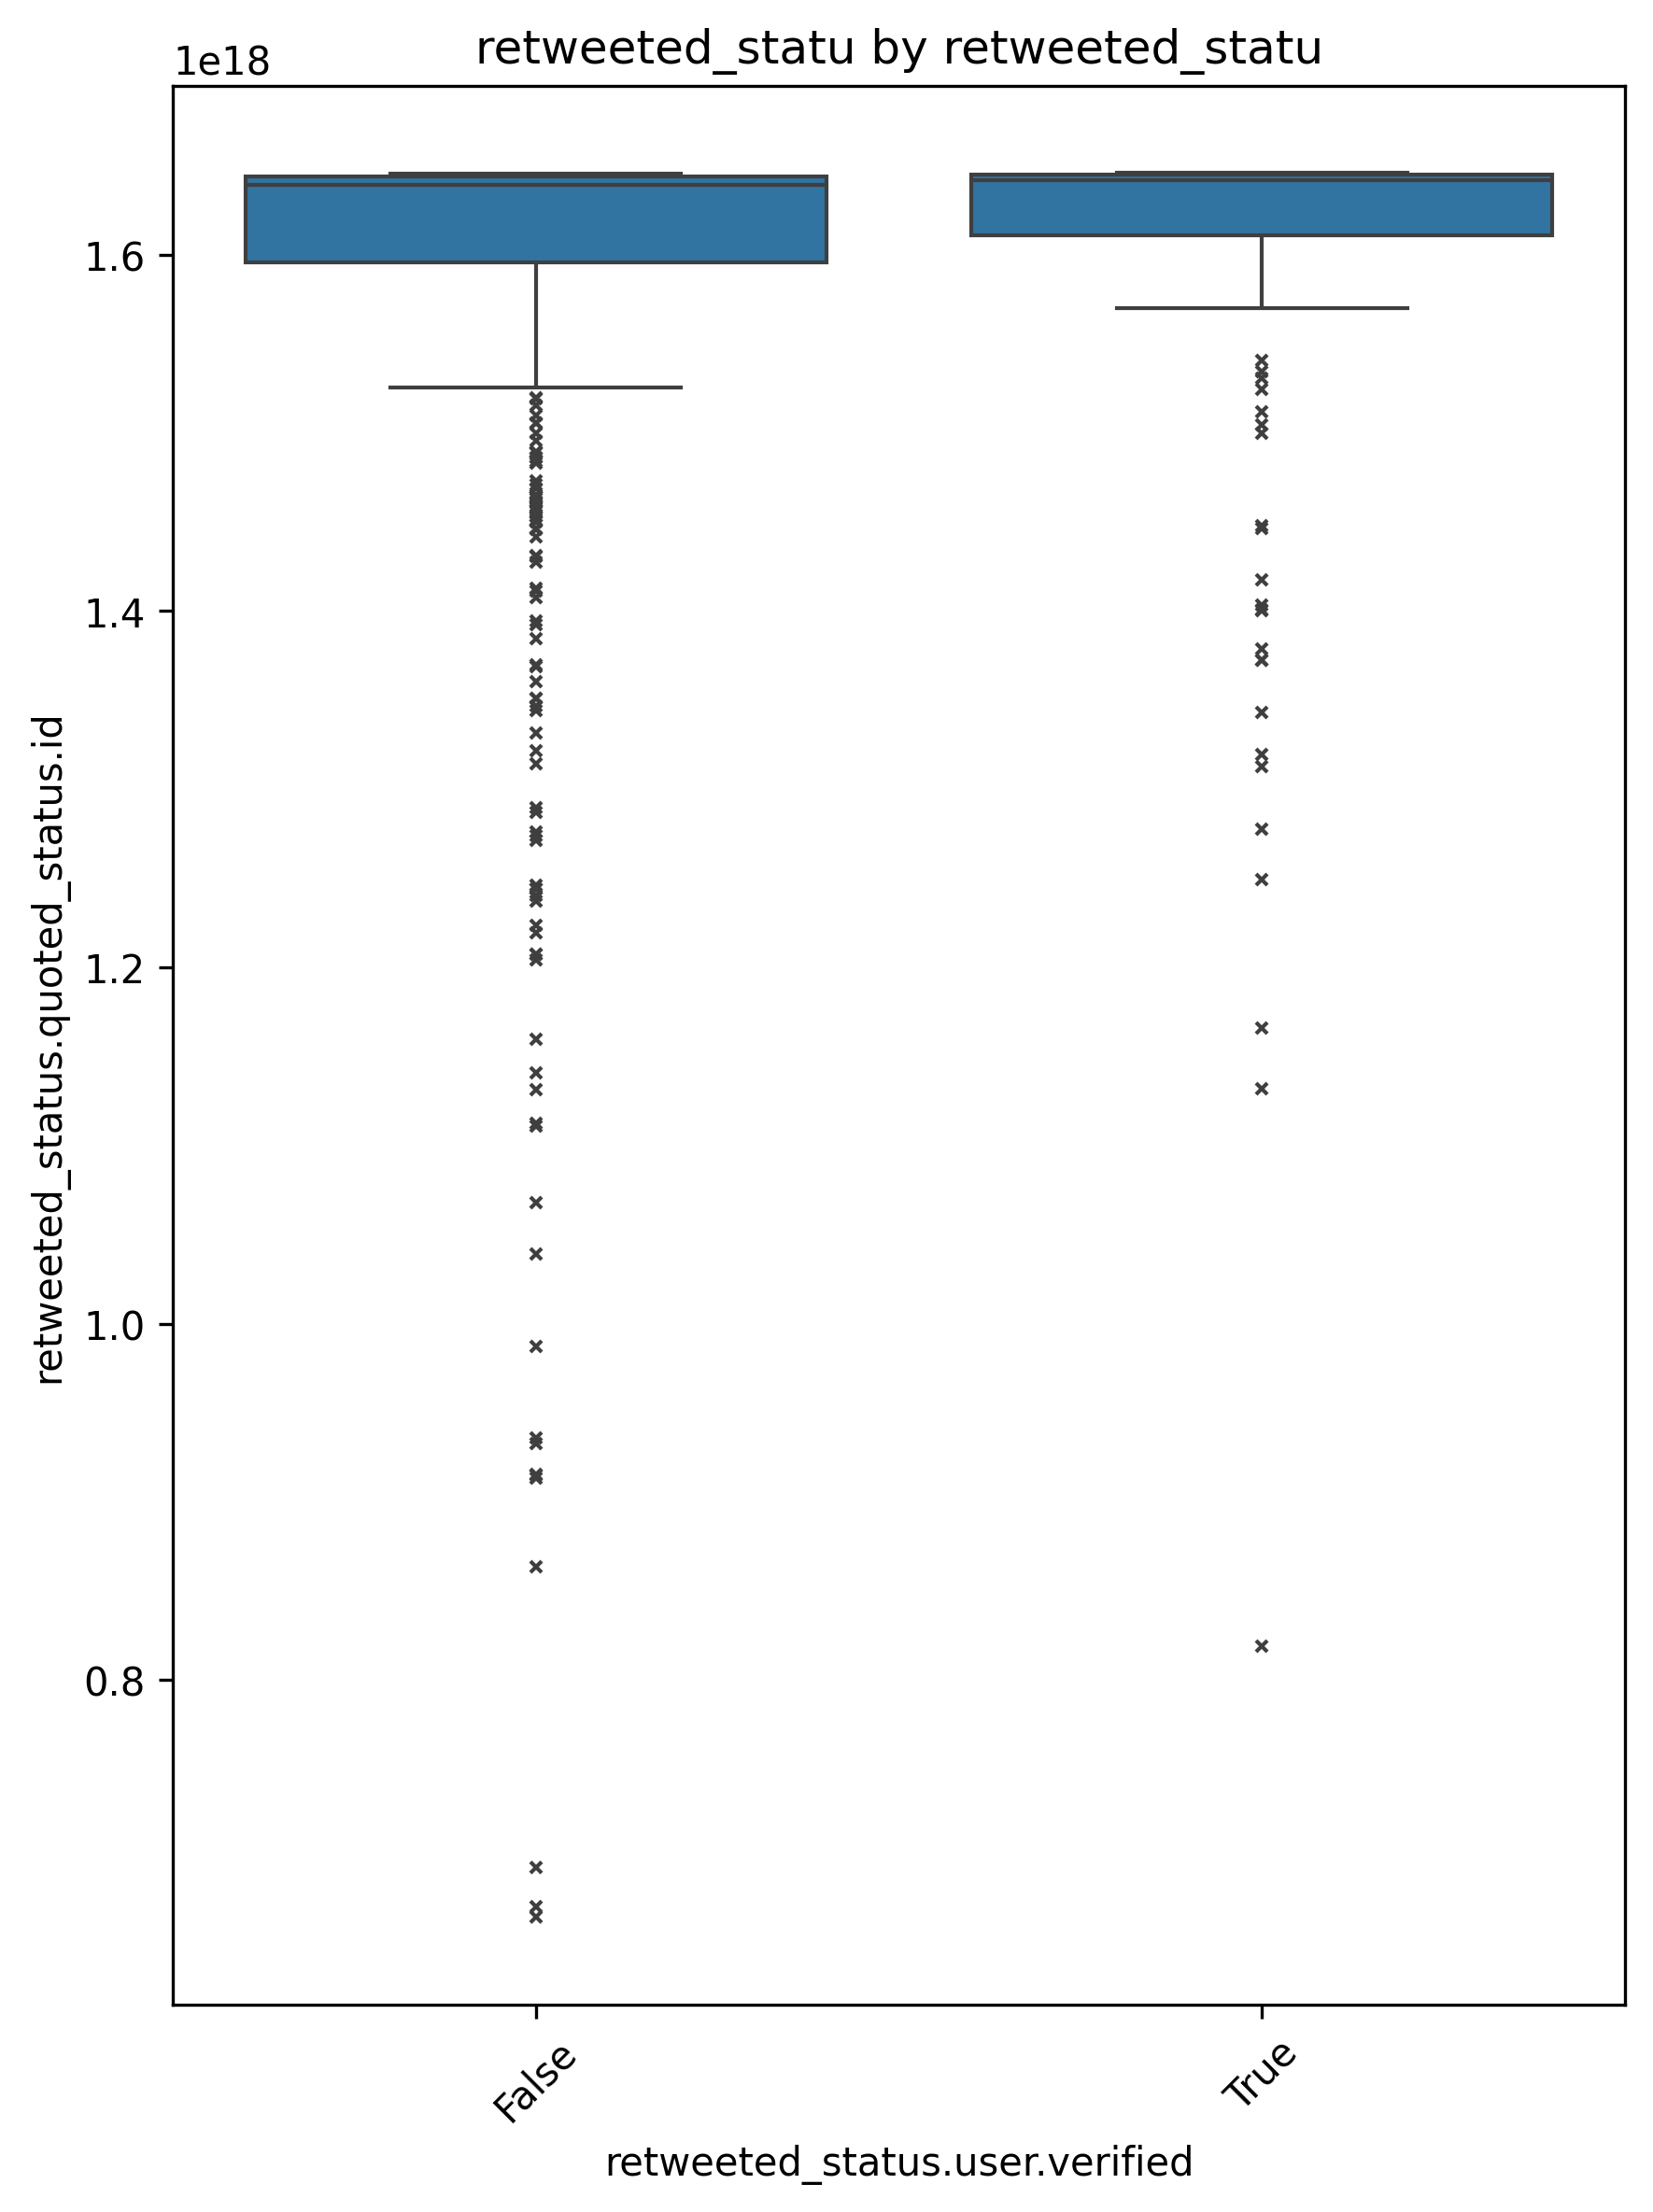 retweeted_statu by retweeted_statu
1e18
1.6
1.4
1.2
1.0
0.8
retweeted_status.quoted_status.id
False
True
retweeted_status.user.verified